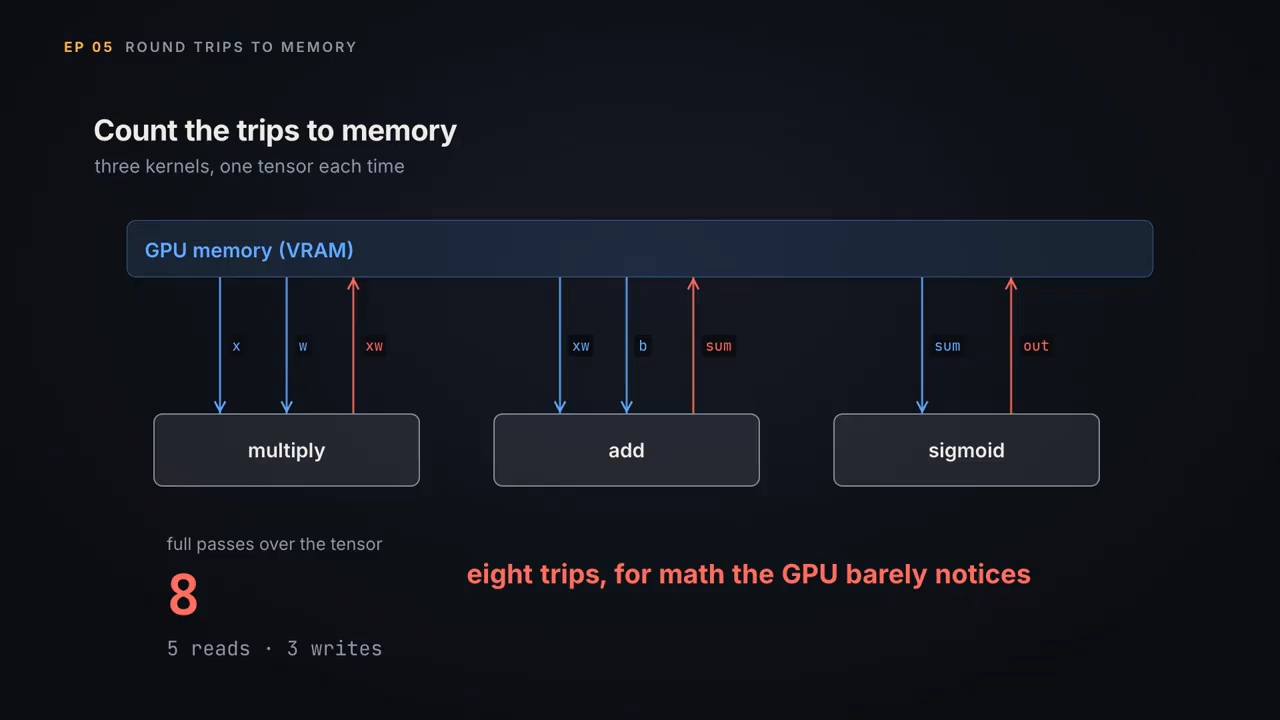 EP 05 ROUND TRIPS TO MEMORY
Count the trips to memory
three kernels, one tensor each time
GPU memory (VRAM)
x w xw xw b sum sum out
multiply add sigmoid
full passes over the tensor
8
5 reads · 3 writes
eight trips, for math the GPU barely notices